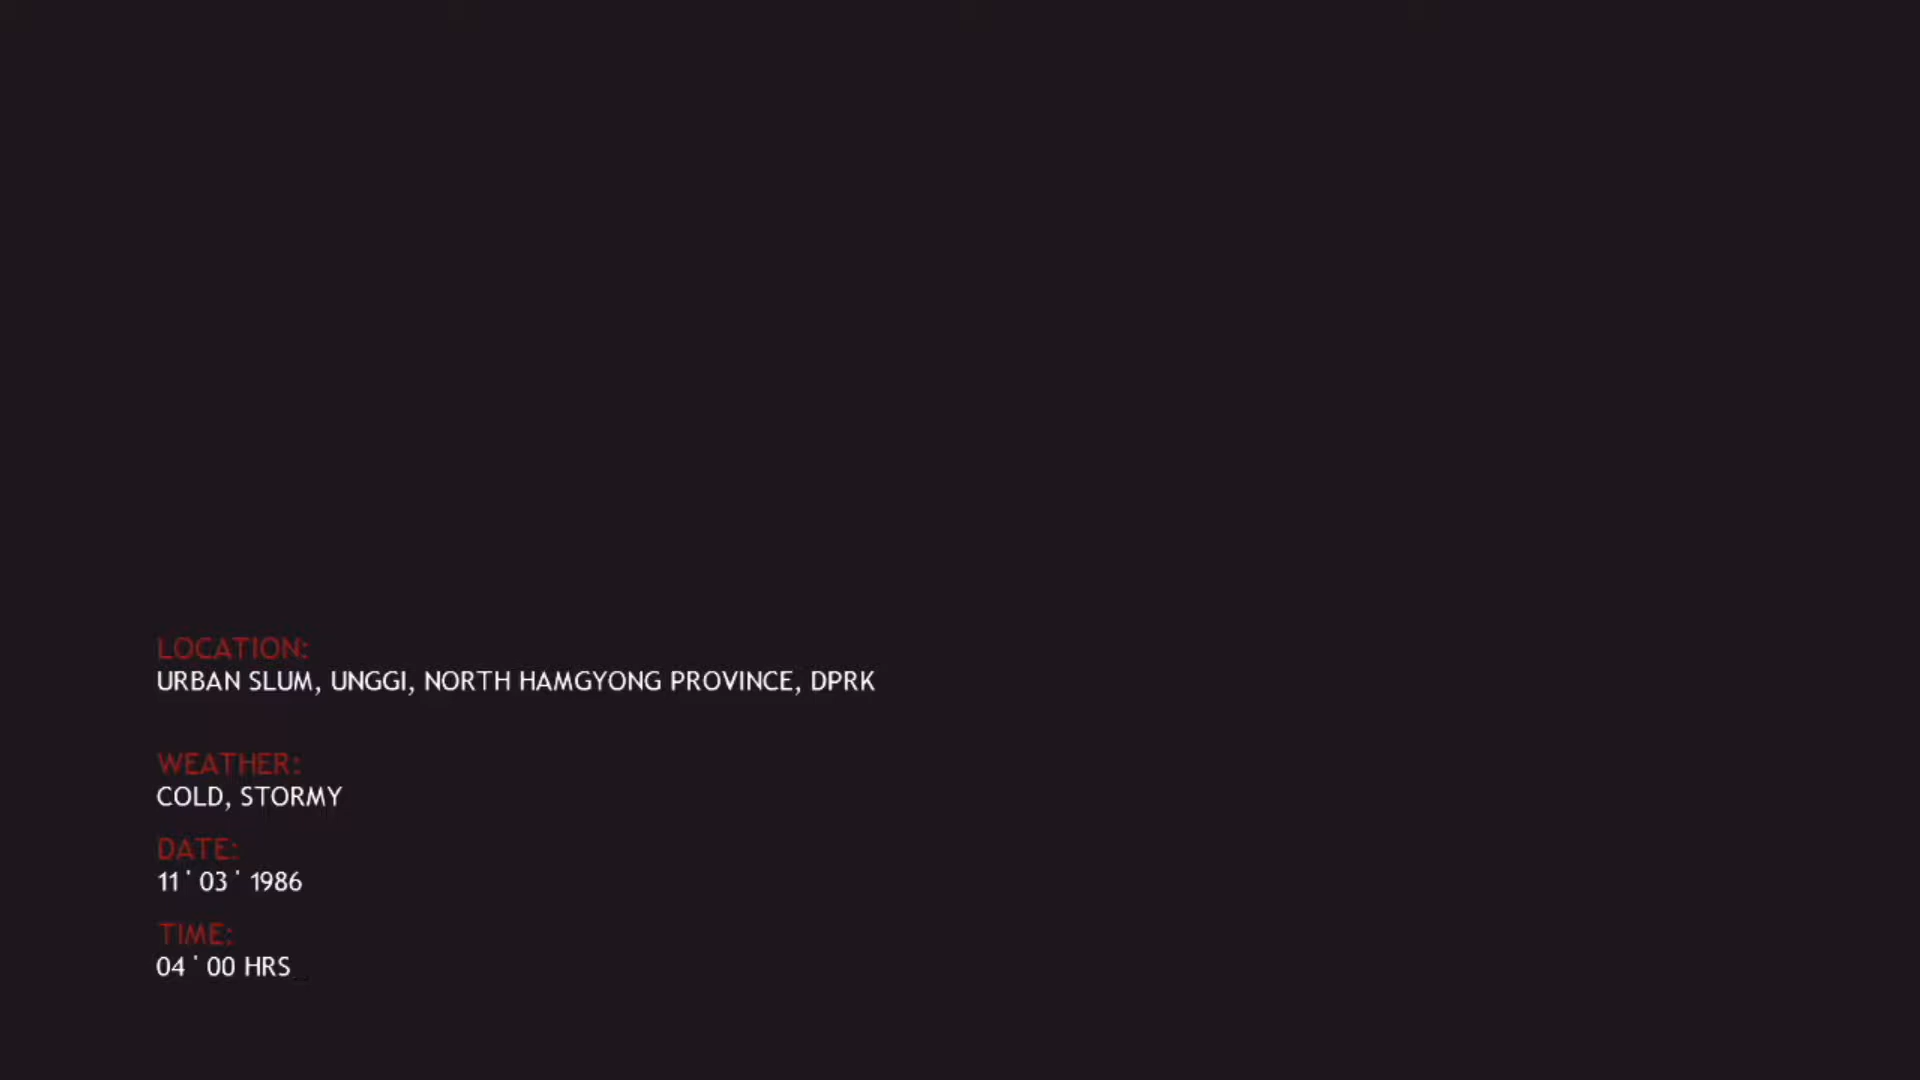 LOCATION:
URBAN SLUM, UNGGI, NORTH HAMGYONG PROVINCE, DPRK
WEATHER:
COLD, STORMY
DATE:
11 ' 03 ' 1986
TIME:
04 ' 00 HRS